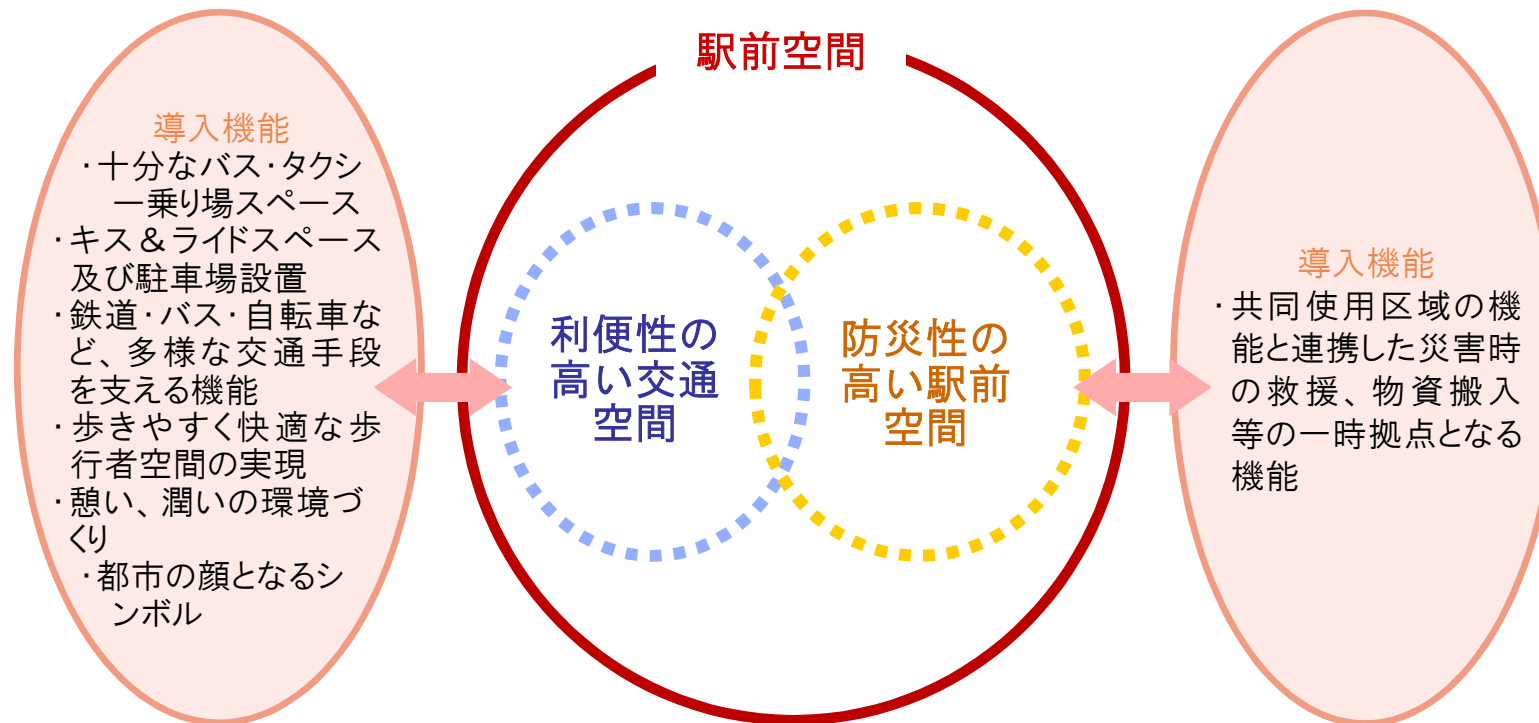 駅前空間
導入機能
・十分なバス・タクシ
ー乗り場スペース
・キス＆ライドスペース
及び駐車場設置
・鉄道・バス・自転車な
ど、多様な交通手段
を支える機能
・歩きやすく快適な歩
行者空間の実現
・憩い、潤いの環境づ
くり
・都市の顔となるシ
ンボル
利便性の
高い交通
空間
防災性の
高い駅前
空間
導入機能
・共同使用区域の機
能と連携した災害時
の救援、物資搬入
等の一時拠点となる
機能